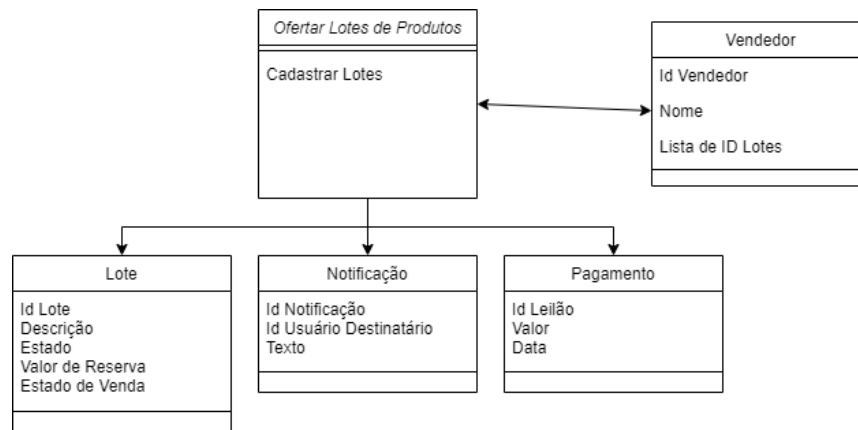 Ofertar Lotes de Produtos
Cadastrar Lotes
Vendedor
Id Vendedor
Nome
Lista de ID Lotes
Lote
Id Lote
Descrição
Estado
Valor de Reserva
Estado de Venda
Notificação
Id Notificação
Id Usuário Destinatário
Texto
Pagamento
Id Leilão
Valor
Data